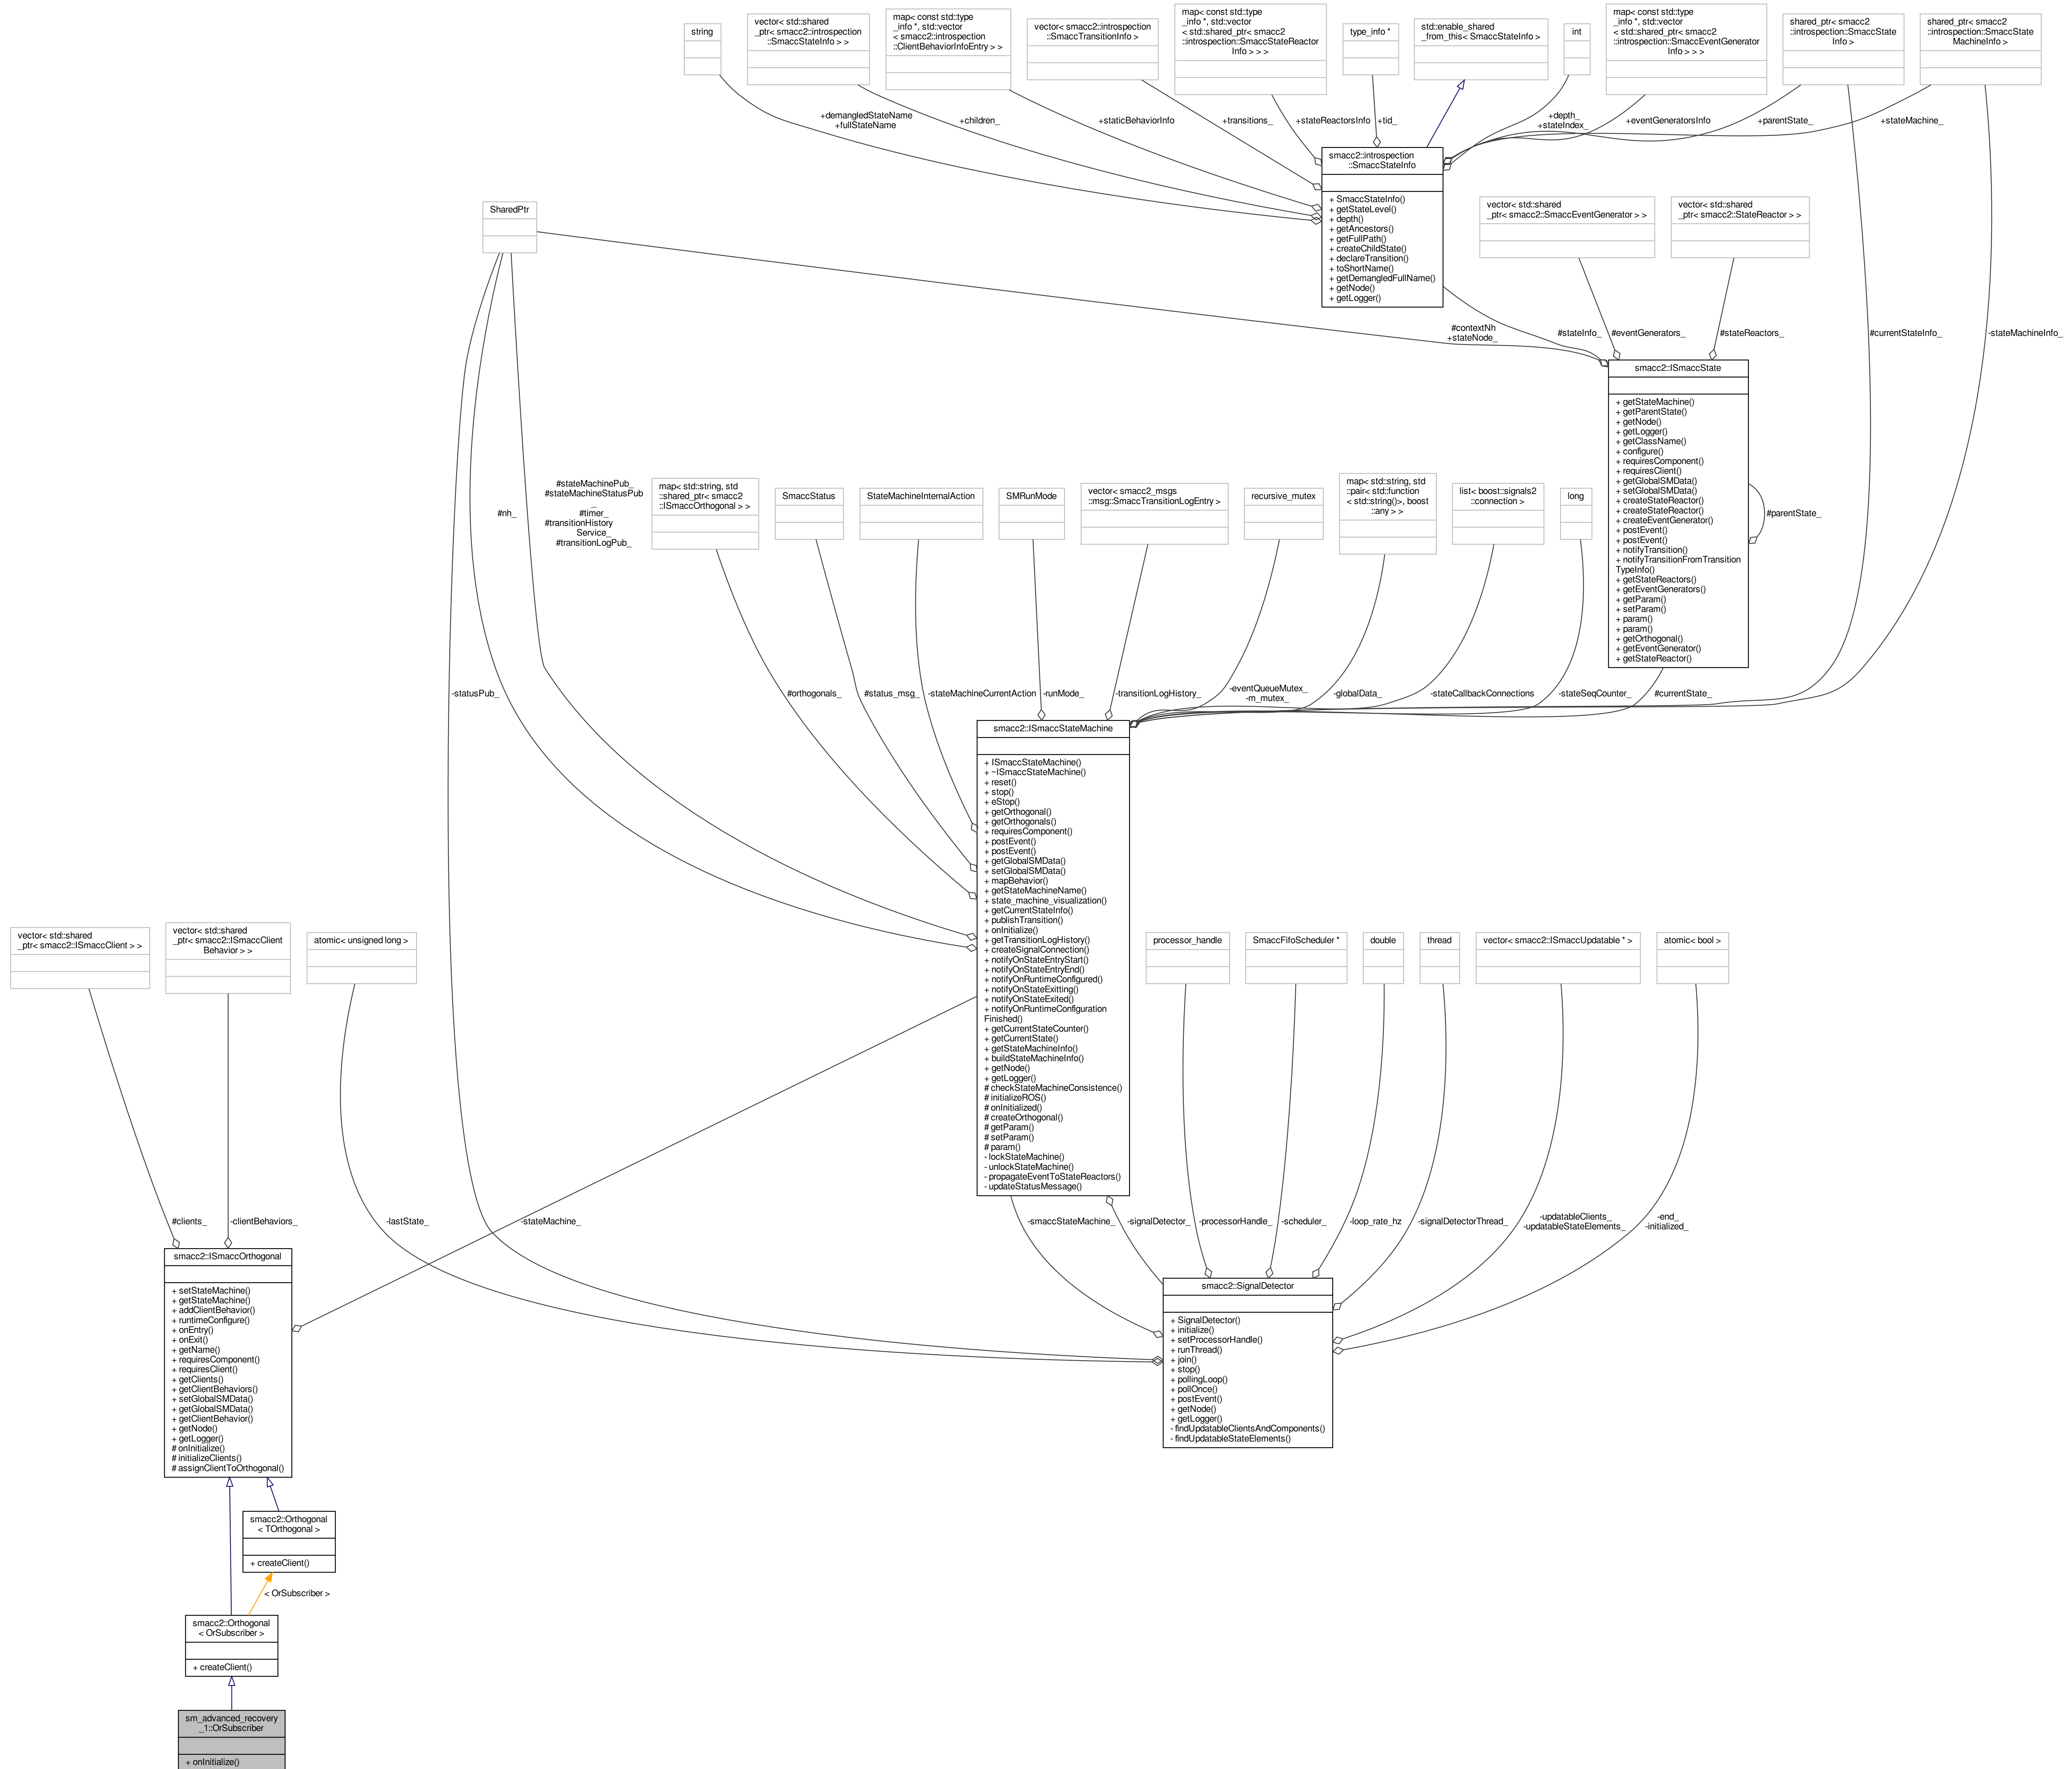 string
vector< std::shared
_ptr< smacc2::introspection
::SmaccStateInfo > >
map< const std::type
_info *, std::vector
< smacc2::introspection
::ClientBehaviorInfoEntry > >
vector< smacc2::introspection
::SmaccTransitionInfo >
map< const std::type
_info *, std::vector
< std::shared_ptr< smacc2
::introspection::SmaccStateReactor
Info > > >
type_info *
std::enable_shared
_from_this< SmaccStateInfo >
int
map< const std::type
_info *, std::vector
< std::shared_ptr< smacc2
::introspection::SmaccEventGenerator
Info > > >
shared_ptr< smacc2
::introspection::SmaccState
Info >
shared_ptr< smacc2
::introspection::SmaccState
MachineInfo >
+demangledStateName
+fullStateName
+children_
+staticBehaviorInfo
+transitions_
+stateReactorsInfo
+tid_
+depth_
+stateIndex_
+eventGeneratorsInfo
+parentState_
+stateMachine_
smacc2::introspection
::SmaccStateInfo
+ SmaccStateInfo()
+ getStateLevel()
+ depth()
+ getAncestors()
+ getFullPath()
+ createChildState()
+ declareTransition()
+ toShortName()
+ getDemangledFullName()
+ getNode()
+ getLogger()
SharedPtr
vector< std::shared
_ptr< smacc2::SmaccEventGenerator > >
vector< std::shared
_ptr< smacc2::StateReactor > >
#contextNh
+stateNode_
#stateInfo_
#eventGenerators_
#stateReactors_
#currentStateInfo_
-stateMachineInfo_
smacc2::ISmaccState
+ getStateMachine()
+ getParentState()
+ getNode()
+ getLogger()
+ getClassName()
+ configure()
+ requiresComponent()
+ requiresClient()
+ getGlobalSMData()
+ setGlobalSMData()
+ createStateReactor()
+ createStateReactor()
+ createEventGenerator()
+ postEvent()
+ postEvent()
+ notifyTransition()
+ notifyTransitionFromTransition
TypeInfo()
+ getStateReactors()
+ getEventGenerators()
+ getParam()
+ setParam()
+ param()
+ param()
+ getOrthogonal()
+ getEventGenerator()
+ getStateReactor()
#parentState_
#nh_
#stateMachinePub_
#stateMachineStatusPub
_
#timer_
#transitionHistory
Service_
#transitionLogPub_
map< std::string, std
::shared_ptr< smacc2
::ISmaccOrthogonal > >
SmaccStatus
StateMachineInternalAction
SMRunMode
vector< smacc2_msgs
::msg::SmaccTransitionLogEntry >
recursive_mutex
map< std::string, std
::pair< std::function
< std::string()>, boost
::any > >
list< boost::signals2
::connection >
long
-statusPub_
#orthogonals_
#status_msg_
-stateMachineCurrentAction
-runMode_
-transitionLogHistory_
-eventQueueMutex_
-m_mutex_
-globalData_
-stateCallbackConnections
-stateSeqCounter_
#currentState_
smacc2::ISmaccStateMachine
+ ISmaccStateMachine()
+ ~ISmaccStateMachine()
+ reset()
+ stop()
+ eStop()
+ getOrthogonal()
+ getOrthogonals()
+ requiresComponent()
+ postEvent()
+ postEvent()
+ getGlobalSMData()
+ setGlobalSMData()
+ mapBehavior()
+ getStateMachineName()
+ state_machine_visualization()
+ getCurrentStateInfo()
+ publishTransition()
+ onInitialize()
+ getTransitionLogHistory()
+ createSignalConnection()
+ notifyOnStateEntryStart()
+ notifyOnStateEntryEnd()
+ notifyOnRuntimeConfigured()
+ notifyOnStateExitting()
+ notifyOnStateExited()
+ notifyOnRuntimeConfiguration
Finished()
+ getCurrentStateCounter()
+ getCurrentState()
+ getStateMachineInfo()
+ buildStateMachineInfo()
+ getNode()
+ getLogger()
# checkStateMachineConsistence()
# initializeROS()
# onInitialized()
# createOrthogonal()
# getParam()
# setParam()
# param()
- lockStateMachine()
- unlockStateMachine()
- propagateEventToStateReactors()
- updateStatusMessage()
vector< std::shared
_ptr< smacc2::ISmaccClient > >
vector< std::shared
_ptr< smacc2::ISmaccClient
Behavior > >
atomic< unsigned long >
processor_handle
SmaccFifoScheduler *
double
thread
vector< smacc2::ISmaccUpdatable * >
atomic< bool >
#clients_
-clientBehaviors_
-lastState_
-stateMachine_
-smaccStateMachine_
-signalDetector_
-processorHandle_
-scheduler_
-loop_rate_hz
-signalDetectorThread_
-updatableClients_
-updatableStateElements_
-end_
-initialized_
smacc2::ISmaccOrthogonal
+ setStateMachine()
+ getStateMachine()
+ addClientBehavior()
+ runtimeConfigure()
+ onEntry()
+ onExit()
+ getName()
+ requiresComponent()
+ requiresClient()
+ getClients()
+ getClientBehaviors()
+ setGlobalSMData()
+ getGlobalSMData()
+ getClientBehavior()
+ getNode()
+ getLogger()
# onInitialize()
# initializeClients()
# assignClientToOrthogonal()
smacc2::SignalDetector
+ SignalDetector()
+ initialize()
+ setProcessorHandle()
+ runThread()
+ join()
+ stop()
+ pollingLoop()
+ pollOnce()
+ postEvent()
+ getNode()
+ getLogger()
- findUpdatableClientsAndComponents()
- findUpdatableStateElements()
smacc2::Orthogonal
< TOrthogonal >
+ createClient()
< OrSubscriber >
smacc2::Orthogonal
< OrSubscriber >
+ createClient()
sm_advanced_recovery
_1::OrSubscriber
+ onInitialize()